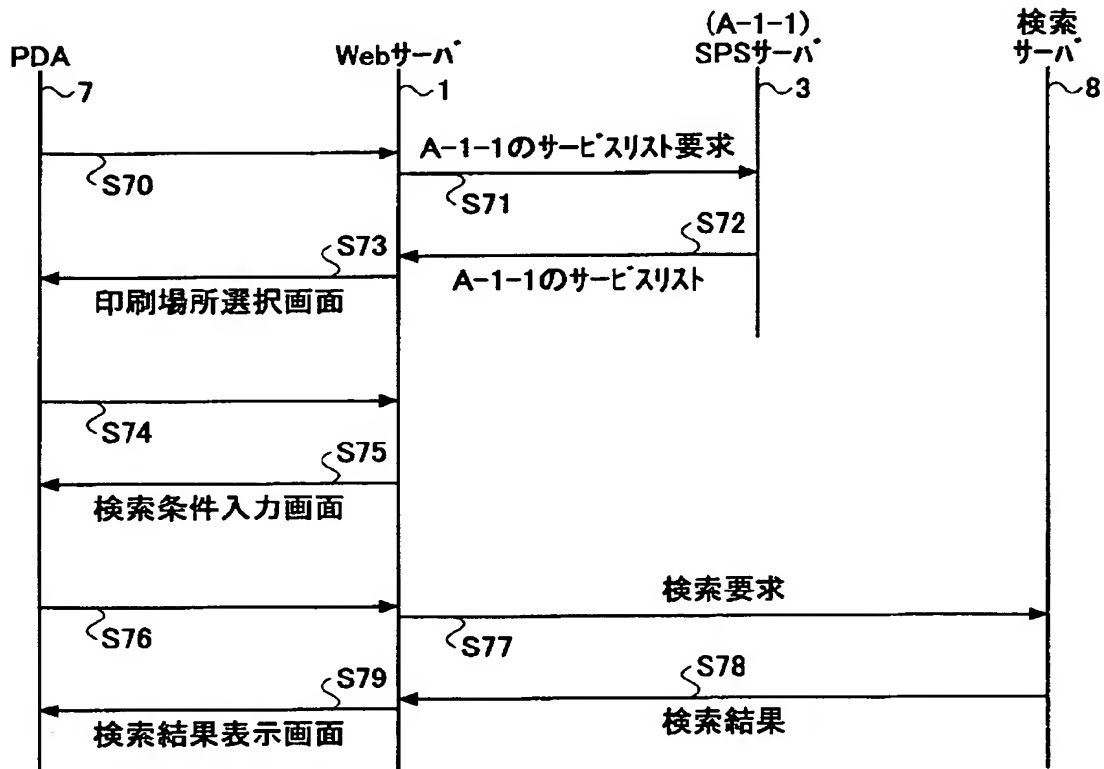 PDA
7
Webサーバ
1
(A-1-1)
SPSサーバ
3
検索
サーバ
8
S70
A-1-1のサービスリスト要求
S71
S72
A-1-1のサービスリスト
S73
印刷場所選択画面
S74
S75
検索条件入力画面
S76
検索要求
S77
S78
検索結果
S79
検索結果表示画面